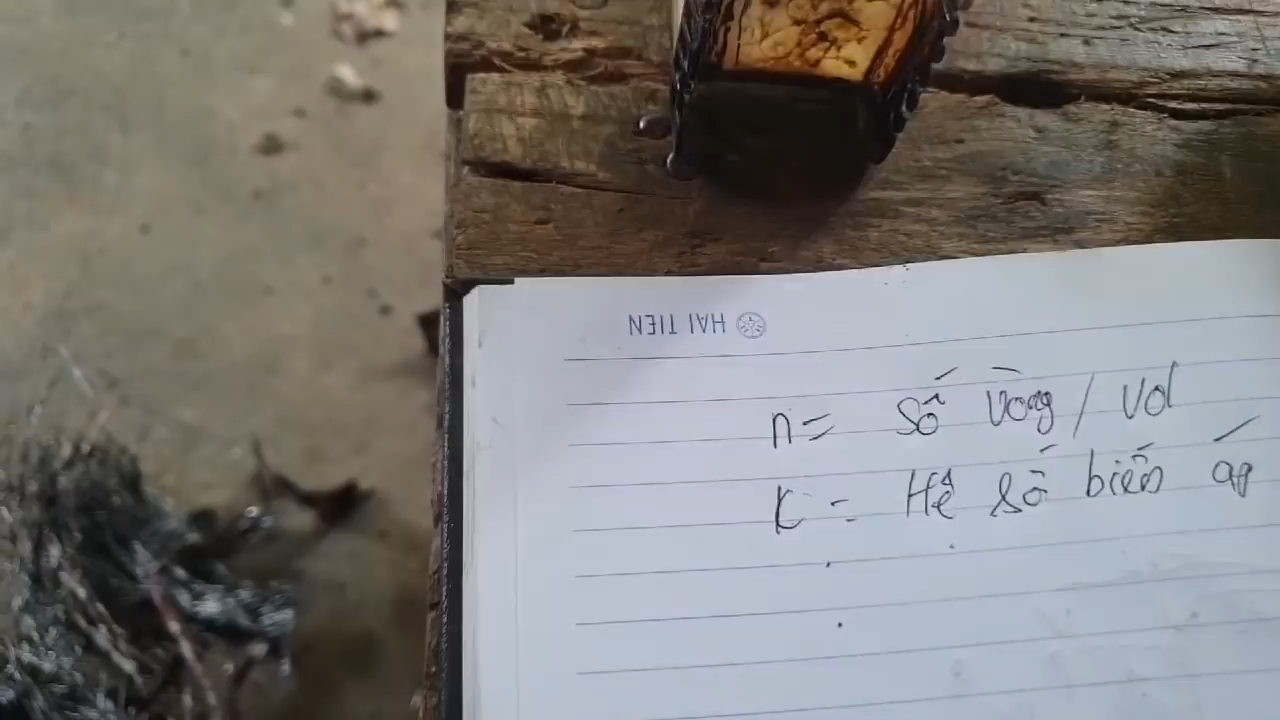 HAI TIEN
n = Số vòng / Vol
K = Hệ số biến áp